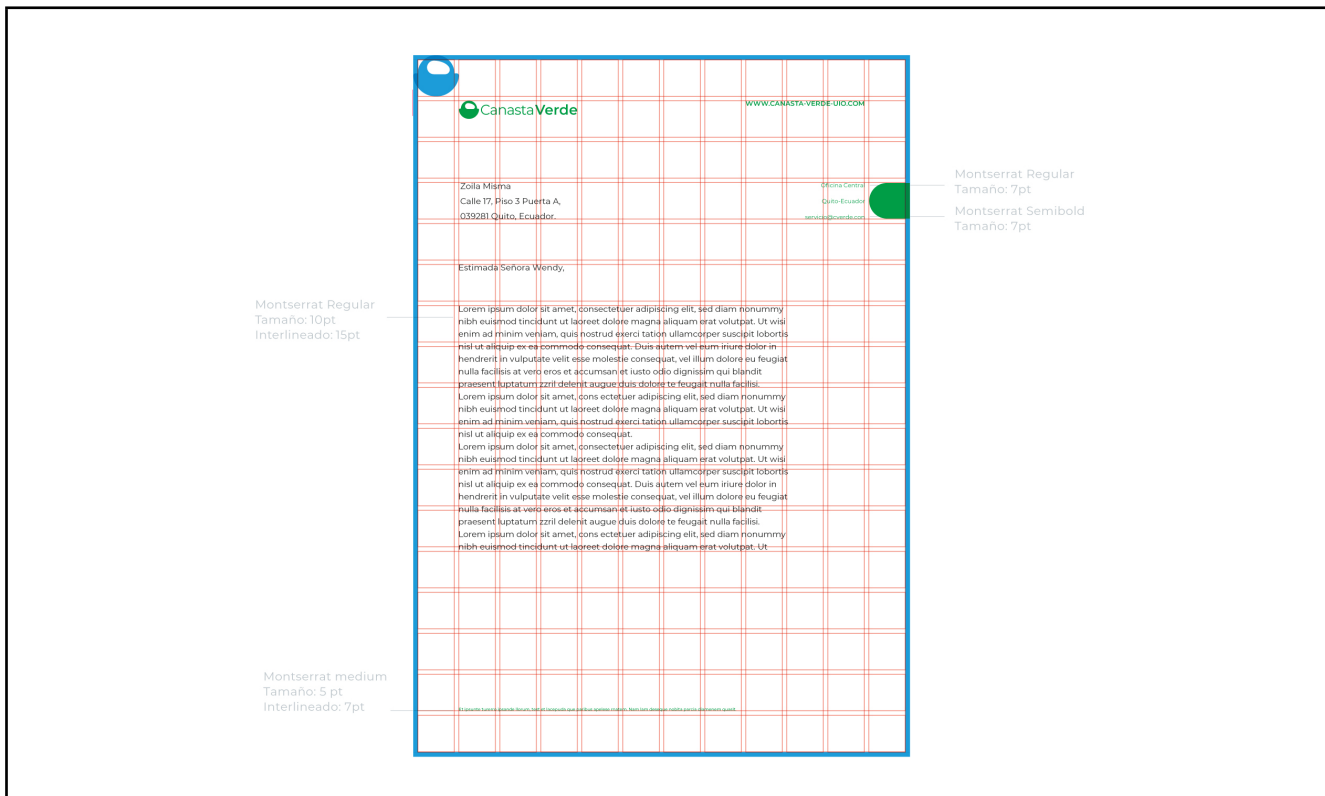 CanastaVerde
WWW.CANASTA-VERDE-UIO.COM
Zoila Misma
Calle 17, Piso 3 Puerta A,
039281 Quito, Ecuador.
Oficina Central
Quito-Ecuador
servicio@cverde.con
Montserrat Regular
Tamaño: 7pt
Montserrat Semibold
Tamaño: 7pt
Estimada Señora Wendy,
Montserrat Regular
Tamaño: 10pt
Interlineado: 15pt
Lorem ipsum dolor sit amet, consectetuer adipiscing elit, sed diam nonummy
nibh euismod tincidunt ut laoreet dolore magna aliquam erat volutpat. Ut wisi
enim ad minim veniam, quis nostrud exerci tation ullamcorper suscipit lobortis
nisl ut aliquip ex ea commodo consequat. Duis autem vel eum iriure dolor in
hendrerit in vulputate velit esse molestie consequat, vel illum dolore eu feugiat
nulla facilisis at vero eros et accumsan et iusto odio dignissim qui blandit
praesent luptatum zzril delenit augue duis dolore te feugait nulla facilisi.
Lorem ipsum dolor sit amet, cons ectetuer adipiscing elit, sed diam nonummy
nibh euismod tincidunt ut laoreet dolore magna aliquam erat volutpat. Ut wisi
enim ad minim veniam, quis nostrud exerci tation ullamcorper suscipit lobortis
nisl ut aliquip ex ea commodo consequat.
Lorem ipsum dolor sit amet, consectetuer adipiscing elit, sed diam nonummy
nibh euismod tincidunt ut laoreet dolore magna aliquam erat volutpat. Ut wisi
enim ad minim veniam, quis nostrud exerci tation ullamcorper suscipit lobortis
nisl ut aliquip ex ea commodo consequat. Duis autem vel eum iriure dolor in
hendrerit in vulputate velit esse molestie consequat, vel illum dolore eu feugiat
nulla facilisis at vero eros et accumsan et iusto odio dignissim qui blandit
praesent luptatum zzril delenit augue duis dolore te feugait nulla facilisi.
Lorem ipsum dolor sit amet, consectetuer adipiscing elit, sed diam nonummy
nibh euismod tincidunt ut laoreet dolore magna aliquam erat volutpat. Ut
Montserrat medium
Tamaño: 5 pt
Interlineado: 7pt